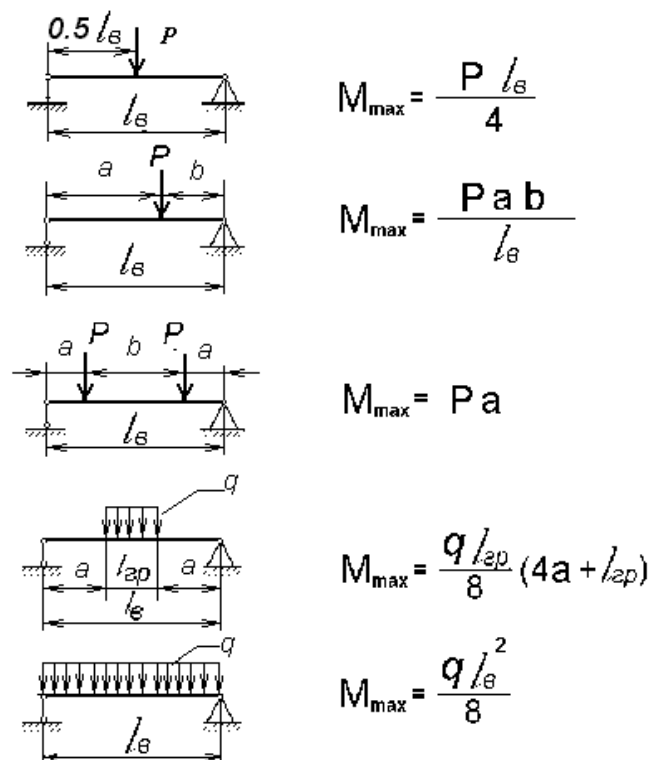 0.5 lв P
lв
Mmax = P lв / 4
a P b
lв
Mmax = P a b / lв
a P b P a
lв
Mmax = P a
q
a lгр a
lв
Mmax = q lгр / 8 (4a + lгр)
q
lв
Mmax = q lв² / 8